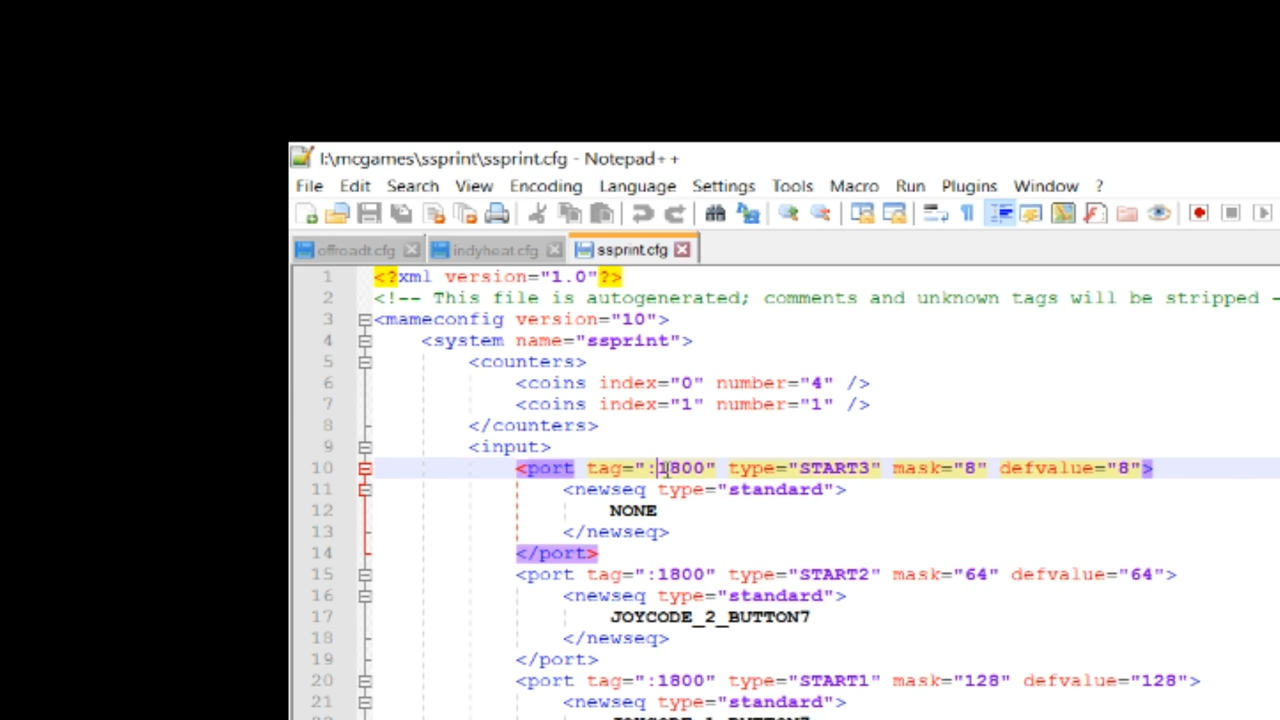 I:\mcgames\ssprint\ssprint.cfg - Notepad++
File Edit Search View Encoding Language Settings Tools Macro Run Plugins Window ?
offroadt.cfg indyheat.cfg ssprint.cfg
1 <?xml version="1.0"?>
2 <!-- This file is autogenerated; comments and unknown tags will be stripped -
3 <mameconfig version="10">
4 <system name="ssprint">
5 <counters>
6 <coins index="0" number="4" />
7 <coins index="1" number="1" />
8 </counters>
9 <input>
10 <port tag=":1800" type="START3" mask="8" defvalue="8">
11 <newseq type="standard">
12 NONE
13 </newseq>
14 </port>
15 <port tag=":1800" type="START2" mask="64" defvalue="64">
16 <newseq type="standard">
17 JOYCODE_2_BUTTON7
18 </newseq>
19 </port>
20 <port tag=":1800" type="START1" mask="128" defvalue="128">
21 <newseq type="standard">